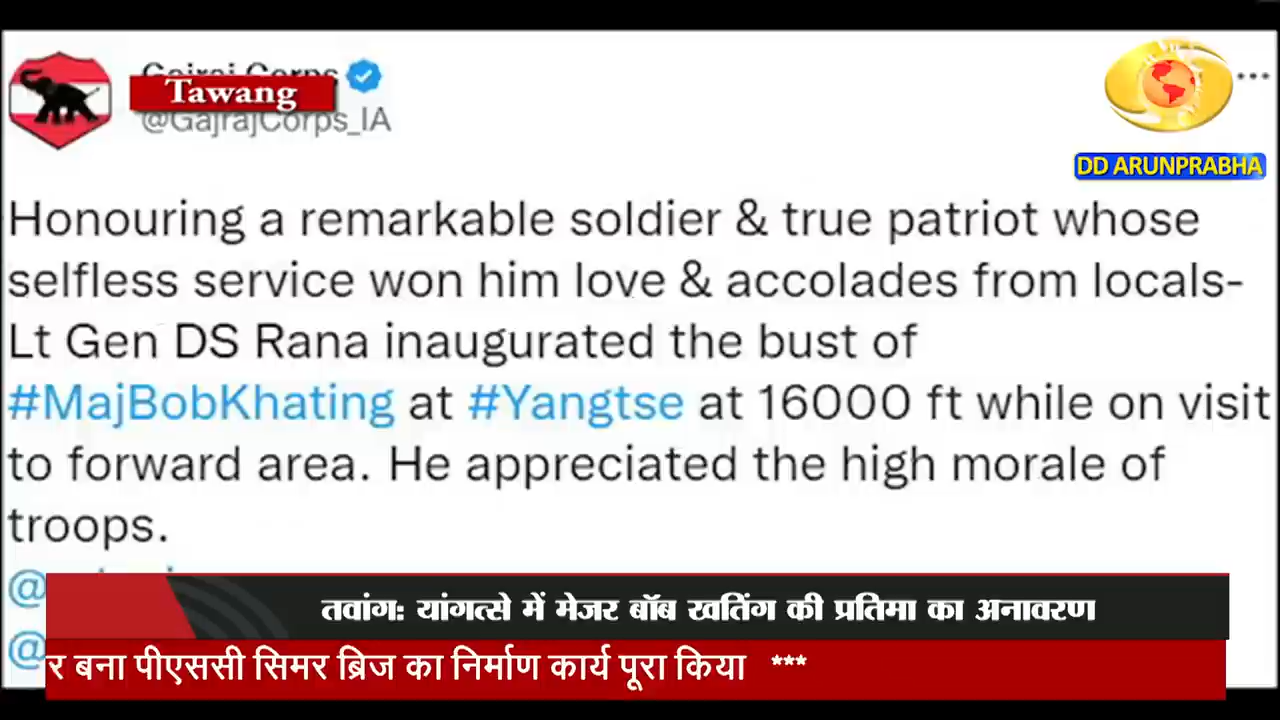 Gajraj Corps
Tawang
@GajrajCorps_IA
DD ARUNPRABHA
Honouring a remarkable soldier & true patriot whose
selfless service won him love & accolades from locals-
Lt Gen DS Rana inaugurated the bust of
#MajBobKhating at #Yangtse at 16000 ft while on visit
to forward area. He appreciated the high morale of
troops.
तवांग: यांगत्से में मेजर बॉब खतिंग की प्रतिमा का अनावरण
र बना पीएससी सिमर ब्रिज का निर्माण कार्य पूरा किया ***